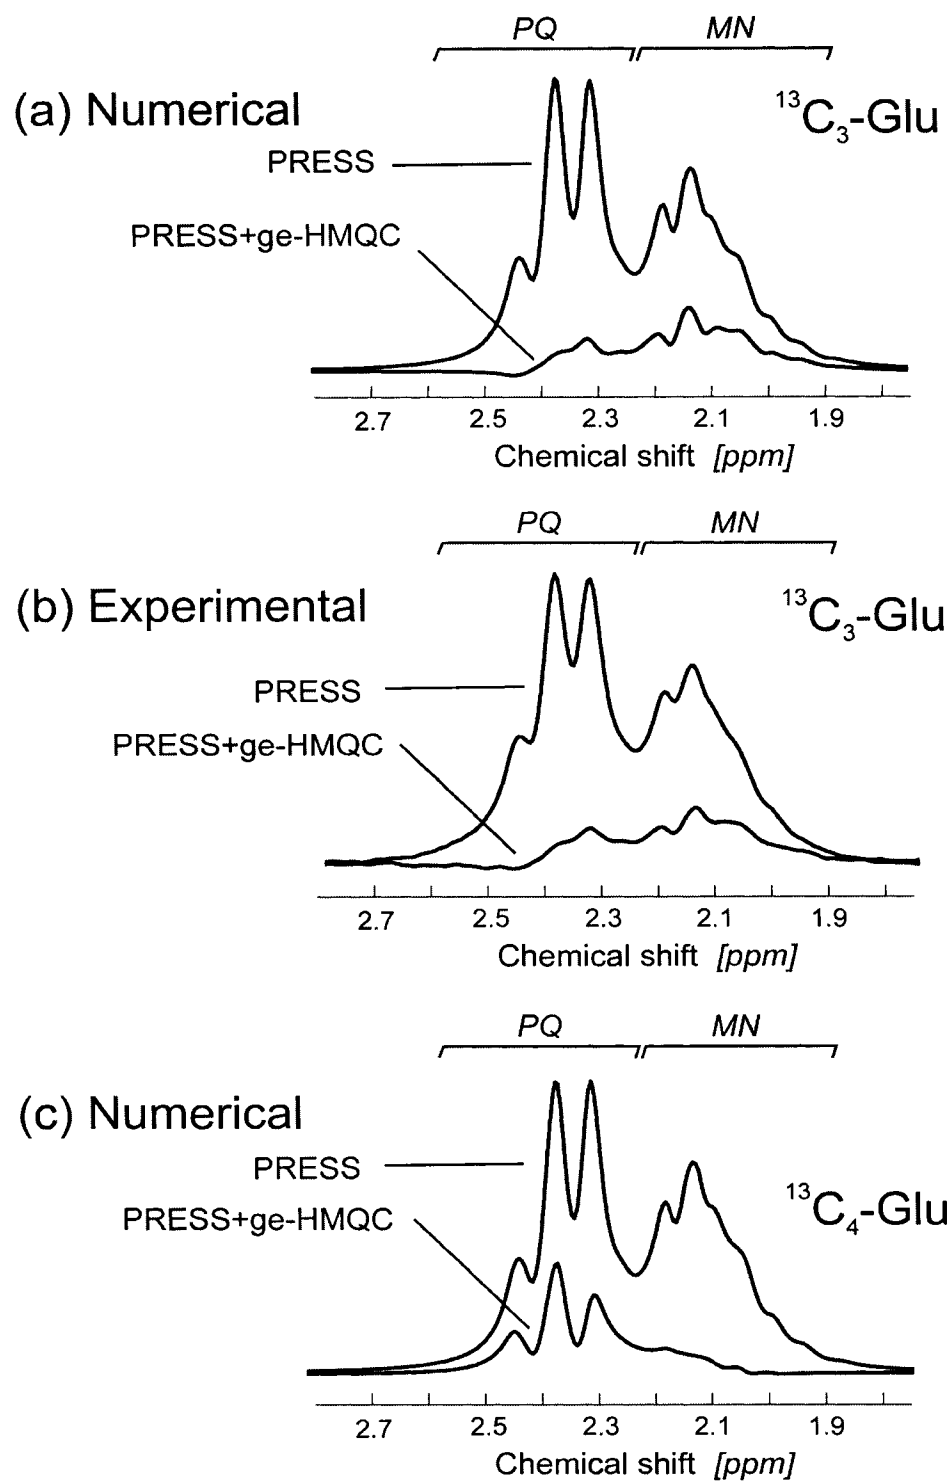 PQ MN
(a) Numerical ¹³C₃-Glu
PRESS
PRESS+ge-HMQC
2.7 2.5 2.3 2.1 1.9
Chemical shift [ppm]
PQ MN
(b) Experimental ¹³C₃-Glu
PRESS
PRESS+ge-HMQC
2.7 2.5 2.3 2.1 1.9
Chemical shift [ppm]
PQ MN
(c) Numerical
PRESS
¹³C₄-Glu
PRESS+ge-HMQC
2.7 2.5 2.3 2.1 1.9
Chemical shift [ppm]